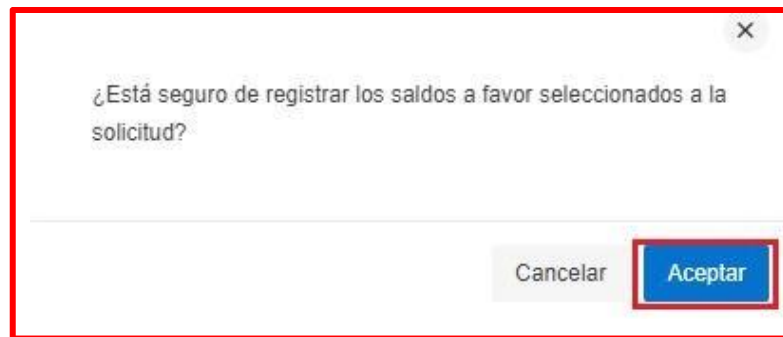 ¿Está seguro de registrar los saldos a favor seleccionados a la
solicitud?
Cancelar
Aceptar